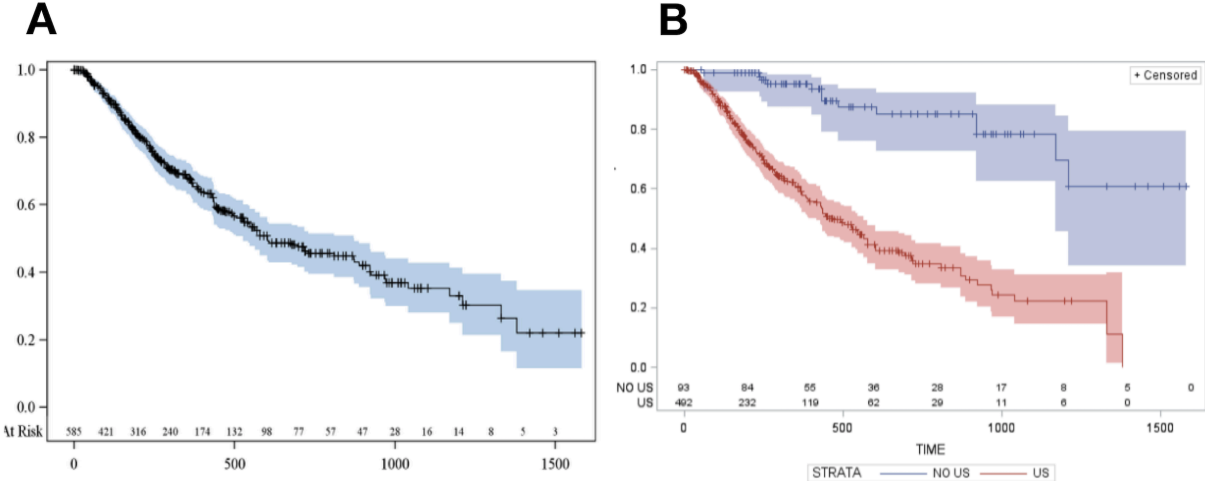 A
1.0
0.8
0.6
0.4
0.2
0.0
At Risk 585 421 316 240 174 132 98 77 57 47 28 16 14 8 5 3
0 500 1000 1500
B
+ Censored
1.0
0.8
0.6
0.4
0.2
0.0
NO US 93 84 55 36 28 17 8 5 0
US 492 232 119 62 29 11 6 0
0 500 1000 1500
TIME
STRATA NO US US